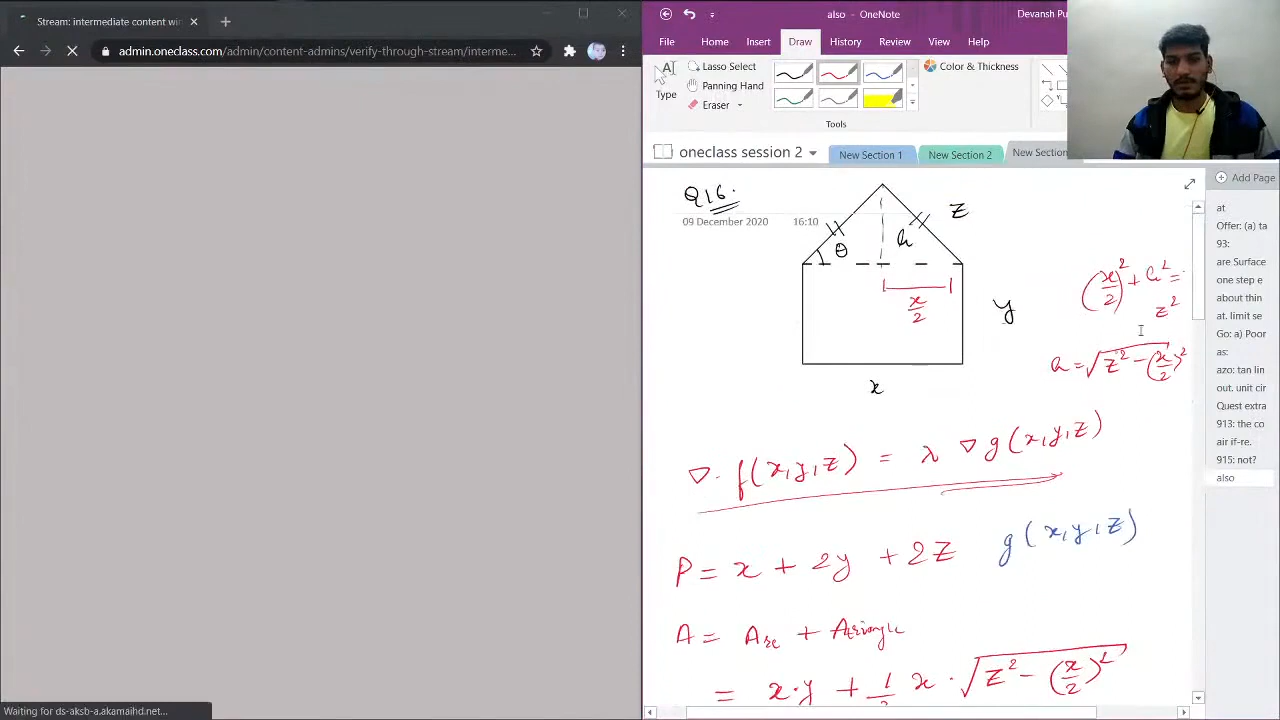 Stream: intermediate content wi
admin.oneclass.com/admin/content-admins/verify-through-stream/interme...
Waiting for ds-aksb-a.akamaihd.net...
also — OneNote
Devansh Pu
File Home Insert Draw History Review View Help
Type
Lasso Select
Panning Hand
Eraser
Color & Thickness
Tools
oneclass session 2
New Section 1
New Section 2
New Section
Add Page
Q16.
09 December 2020 16:10
z
θ
h
x/2
y
x
(x/2)² + h² =
z²
h = √(z² - (x/2)²)
∇. f(x,y,z) = λ ∇ g(x,y,z)
P = x + 2y + 2z g(x,y,z)
A = + Atriangle
= x.y + 1/2 x . √(z² - (x/2)²)
at
Offer: (a) ta
93:
are Surface
one step e
about thin
at. limit se
Go: a) Poor
as:
azo: tan lin
out. unit cir
Quest extra
913: the co
air if-re.
915: not?
also